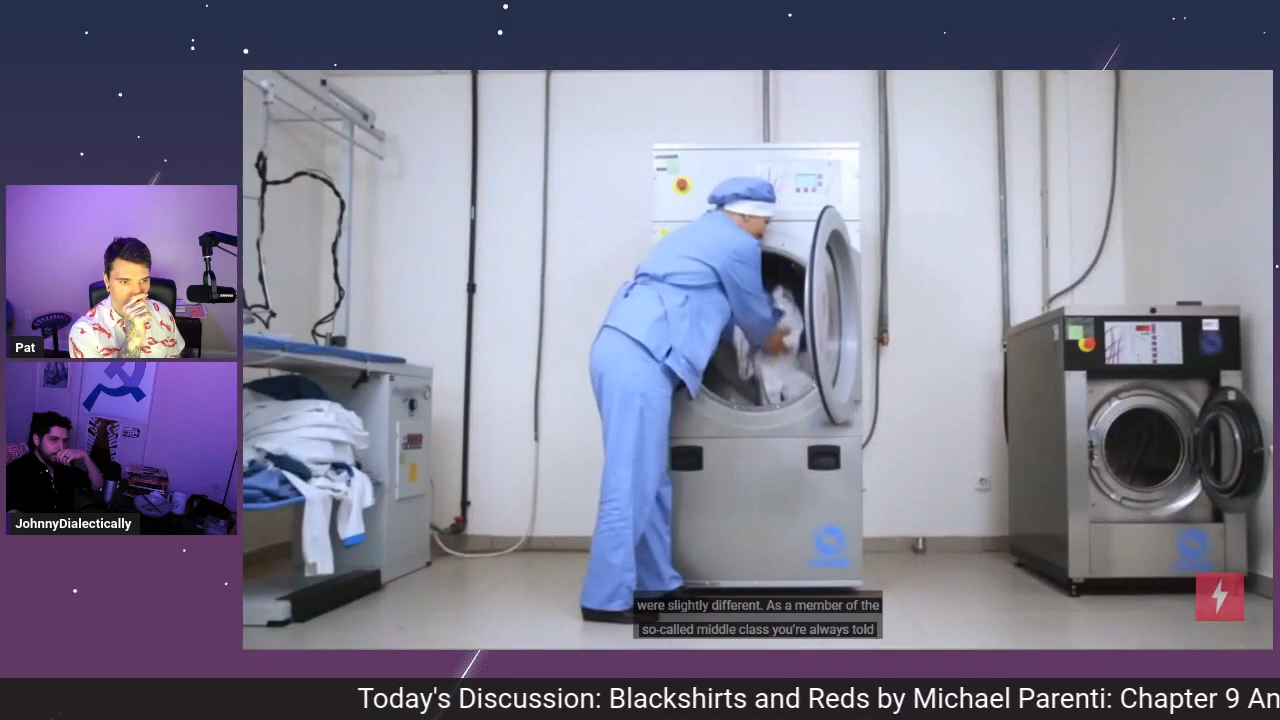 Pat
JohnnyDialectically
were slightly different. As a member of the
so-called middle class you're always told
Today's Discussion: Blackshirts and Reds by Michael Parenti: Chapter 9 An